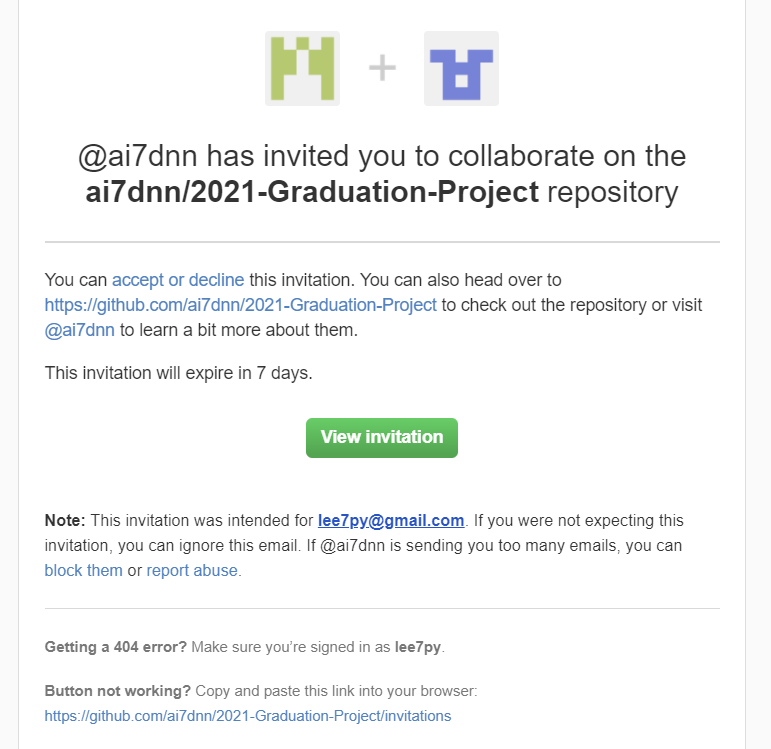 @ai7dnn has invited you to collaborate on the
ai7dnn/2021-Graduation-Project repository
You can accept or decline this invitation. You can also head over to
https://github.com/ai7dnn/2021-Graduation-Project to check out the repository or visit
@ai7dnn to learn a bit more about them.
This invitation will expire in 7 days.
View invitation
Note: This invitation was intended for lee7py@gmail.com. If you were not expecting this
invitation, you can ignore this email. If @ai7dnn is sending you too many emails, you can
block them or report abuse.
Getting a 404 error? Make sure you’re signed in as lee7py.
Button not working? Copy and paste this link into your browser:
https://github.com/ai7dnn/2021-Graduation-Project/invitations